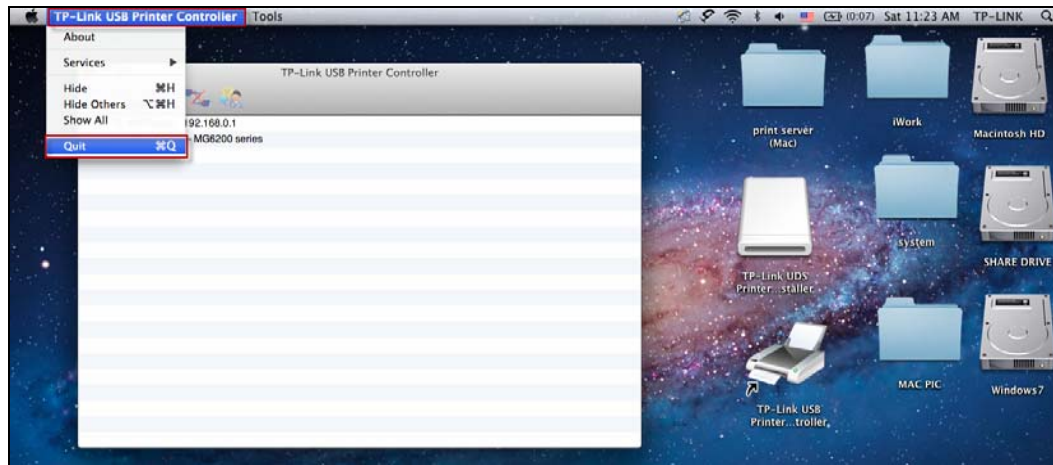 TP-Link USB Printer Controller Tools (0:07) Sat 11:23 AM TP-LINK
About
Services
Hide ⌘H
Hide Others ⌥⌘H
Show All
Quit ⌘Q
TP-Link USB Printer Controller
192.168.0.1
- MG6200 series
print server
(Mac)
iWork
Macintosh HD
TP-Link UDS
Printer...staller
system
SHARE DRIVE
TP-Link USB
Printer...troller
MAC PIC
Windows7